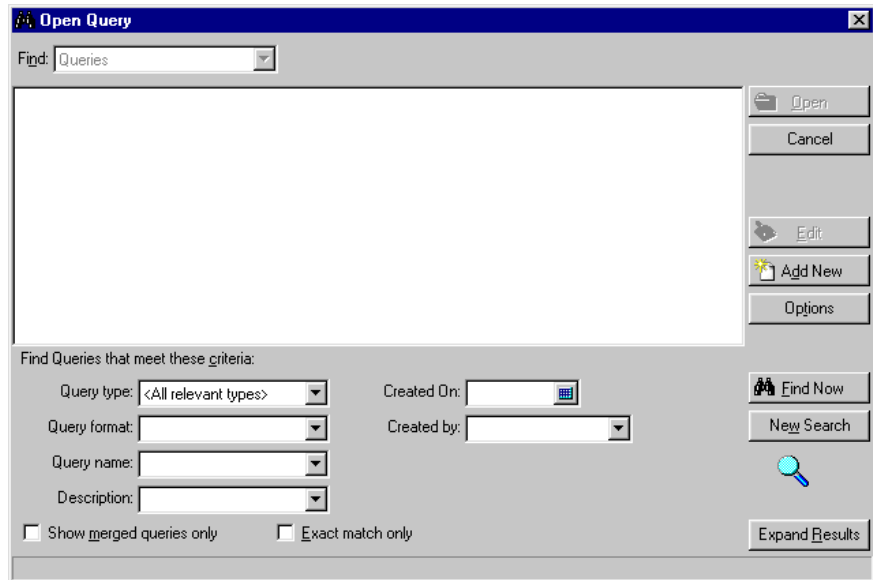 Open Query
Find: Queries
Open
Cancel
Edit
Add New
Options
Find Queries that meet these criteria:
Query type: <All relevant types> Created On: Find Now
Query format: Created by: New Search
Query name:
Description:
Show merged queries only Exact match only Expand Results